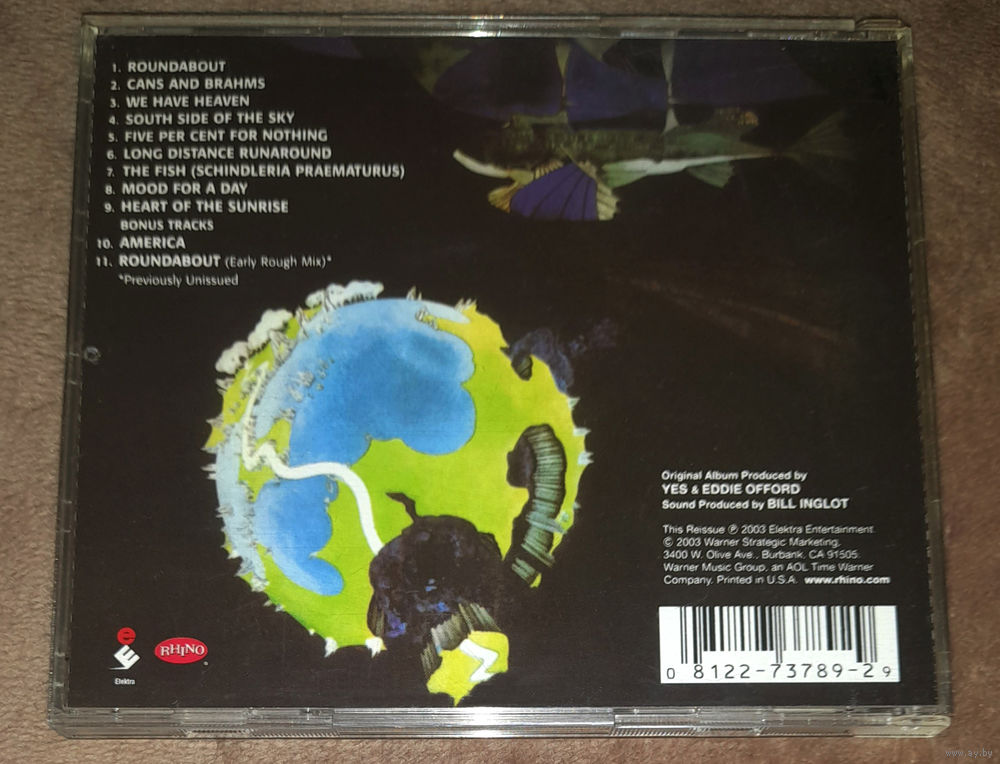 1. ROUNDABOUT
2. CANS AND BRAHMS
3. WE HAVE HEAVEN
4. SOUTH SIDE OF THE SKY
5. FIVE PER CENT FOR NOTHING
6. LONG DISTANCE RUNAROUND
7. THE FISH (SCHINDLERIA PRAEMATURUS)
8. MOOD FOR A DAY
9. HEART OF THE SUNRISE
BONUS TRACKS
10. AMERICA
11. ROUNDABOUT (Early Rough Mix)*
*Previously Unissued
Original Album Produced by
YES & EDDIE OFFORD
Sound Produced by BILL INGLOT
This Reissue ℗ 2003 Elektra Entertainment.
© 2003 Warner Strategic Marketing,
3400 W. Olive Ave., Burbank, CA 91505.
Warner Music Group, an AOL Time Warner
Company. Printed in U.S.A. www.rhino.com
e
E
Elektra
RHINO
0 81227-73789-2 9
www.ay.by